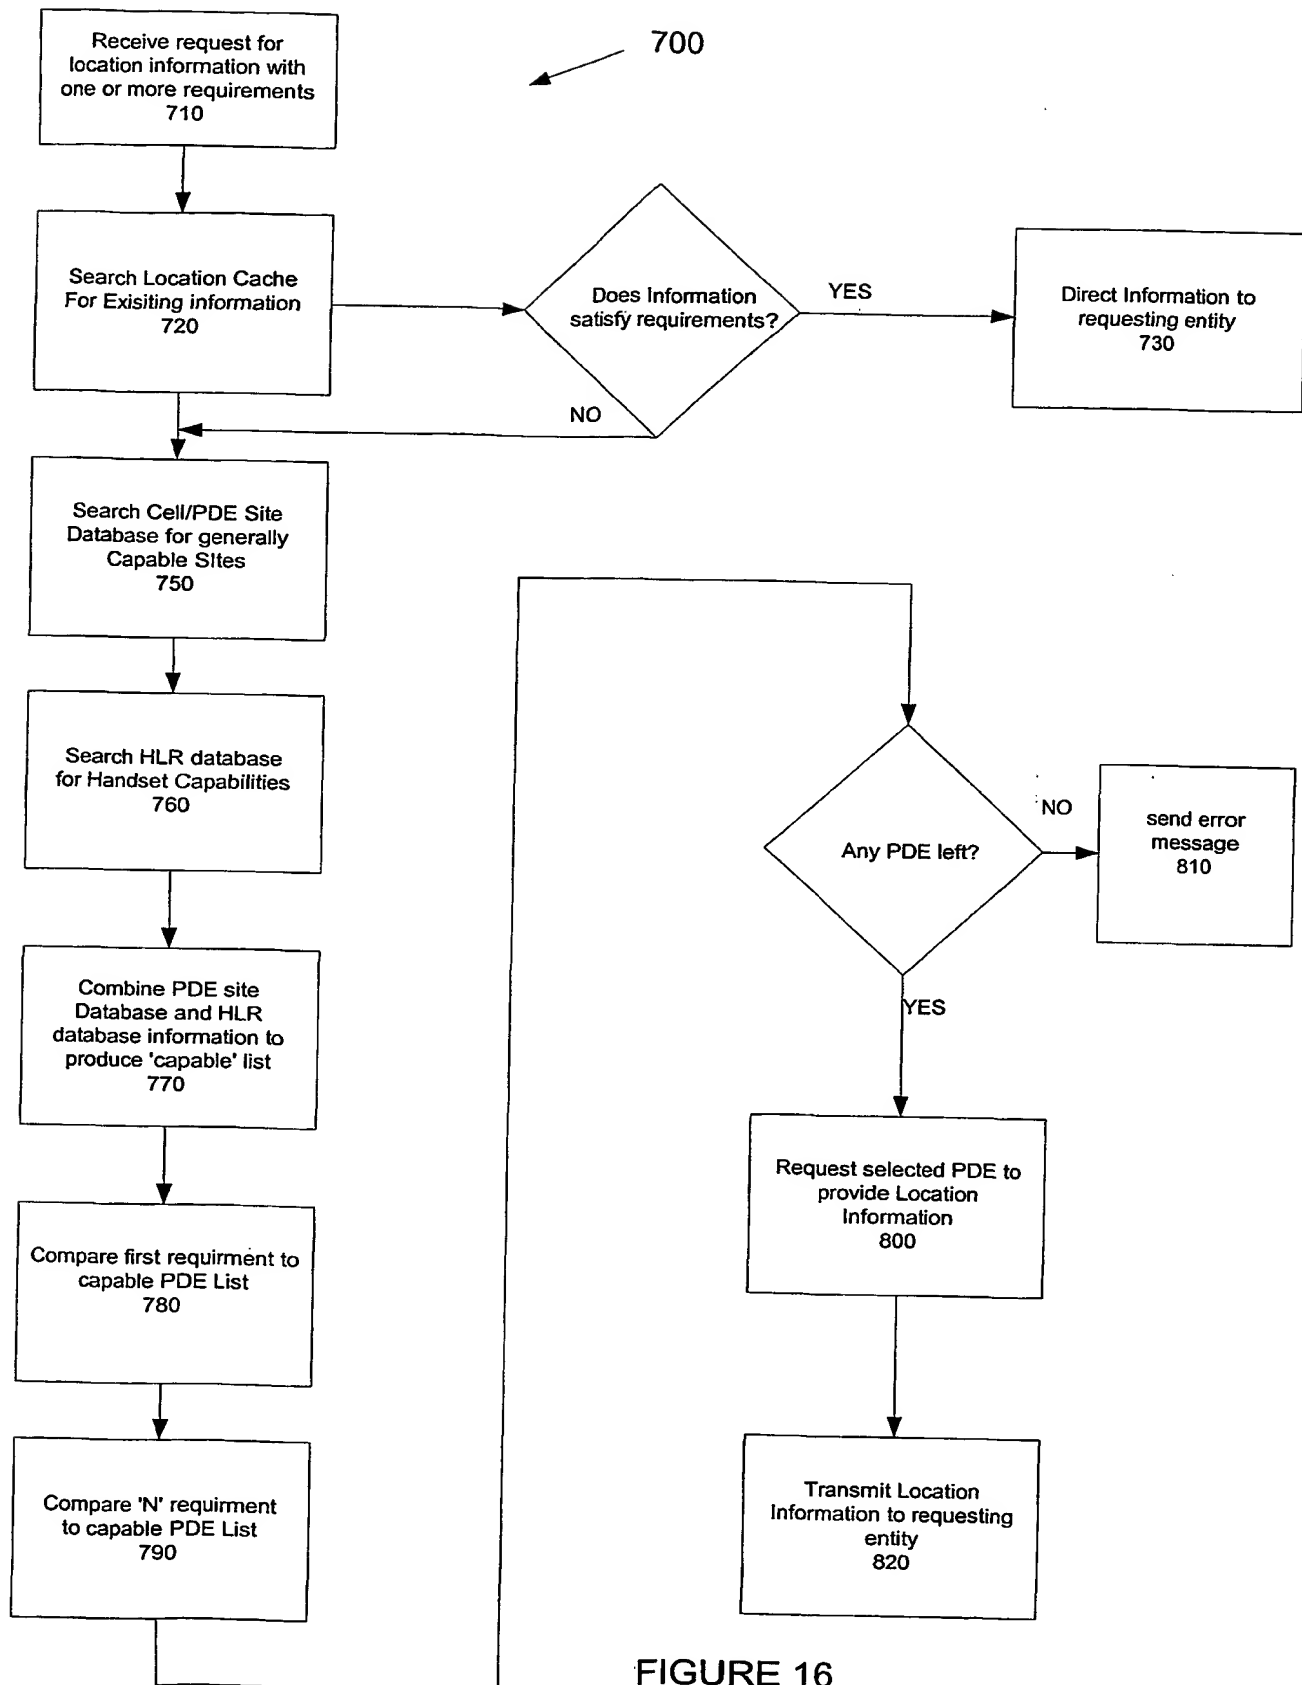 Receive request for
location information with
one or more requirements
710
700
Search Location Cache
For Exisiting information
720
Does Information
satisfy requirements?
YES
Direct Information to
requesting entity
730
NO
Search Cell/PDE Site
Database for generally
Capable Sites
750
Search HLR database
for Handset Capabilities
760
Combine PDE site
Database and HLR
database information to
produce 'capable' list
770
Compare first requirment to
capable PDE List
780
Compare 'N' requirment
to capable PDE List
790
Any PDE left?
NO
send error
message
810
YES
Request selected PDE to
provide Location
Information
800
Transmit Location
Information to requesting
entity
820
FIGURE 16